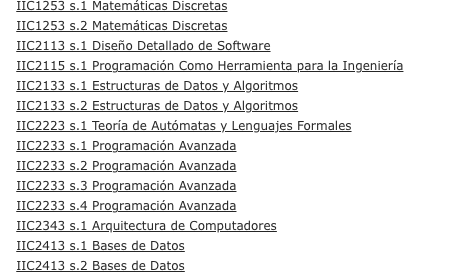 IIC1253 s.1 Matemáticas Discretas
IIC1253 s.2 Matemáticas Discretas
IIC2113 s.1 Diseño Detallado de Software
IIC2115 s.1 Programación Como Herramienta para la Ingeniería
IIC2133 s.1 Estructuras de Datos y Algoritmos
IIC2133 s.2 Estructuras de Datos y Algoritmos
IIC2223 s.1 Teoría de Autómatas y Lenguajes Formales
IIC2233 s.1 Programación Avanzada
IIC2233 s.2 Programación Avanzada
IIC2233 s.3 Programación Avanzada
IIC2233 s.4 Programación Avanzada
IIC2343 s.1 Arquitectura de Computadores
IIC2413 s.1 Bases de Datos
IIC2413 s.2 Bases de Datos